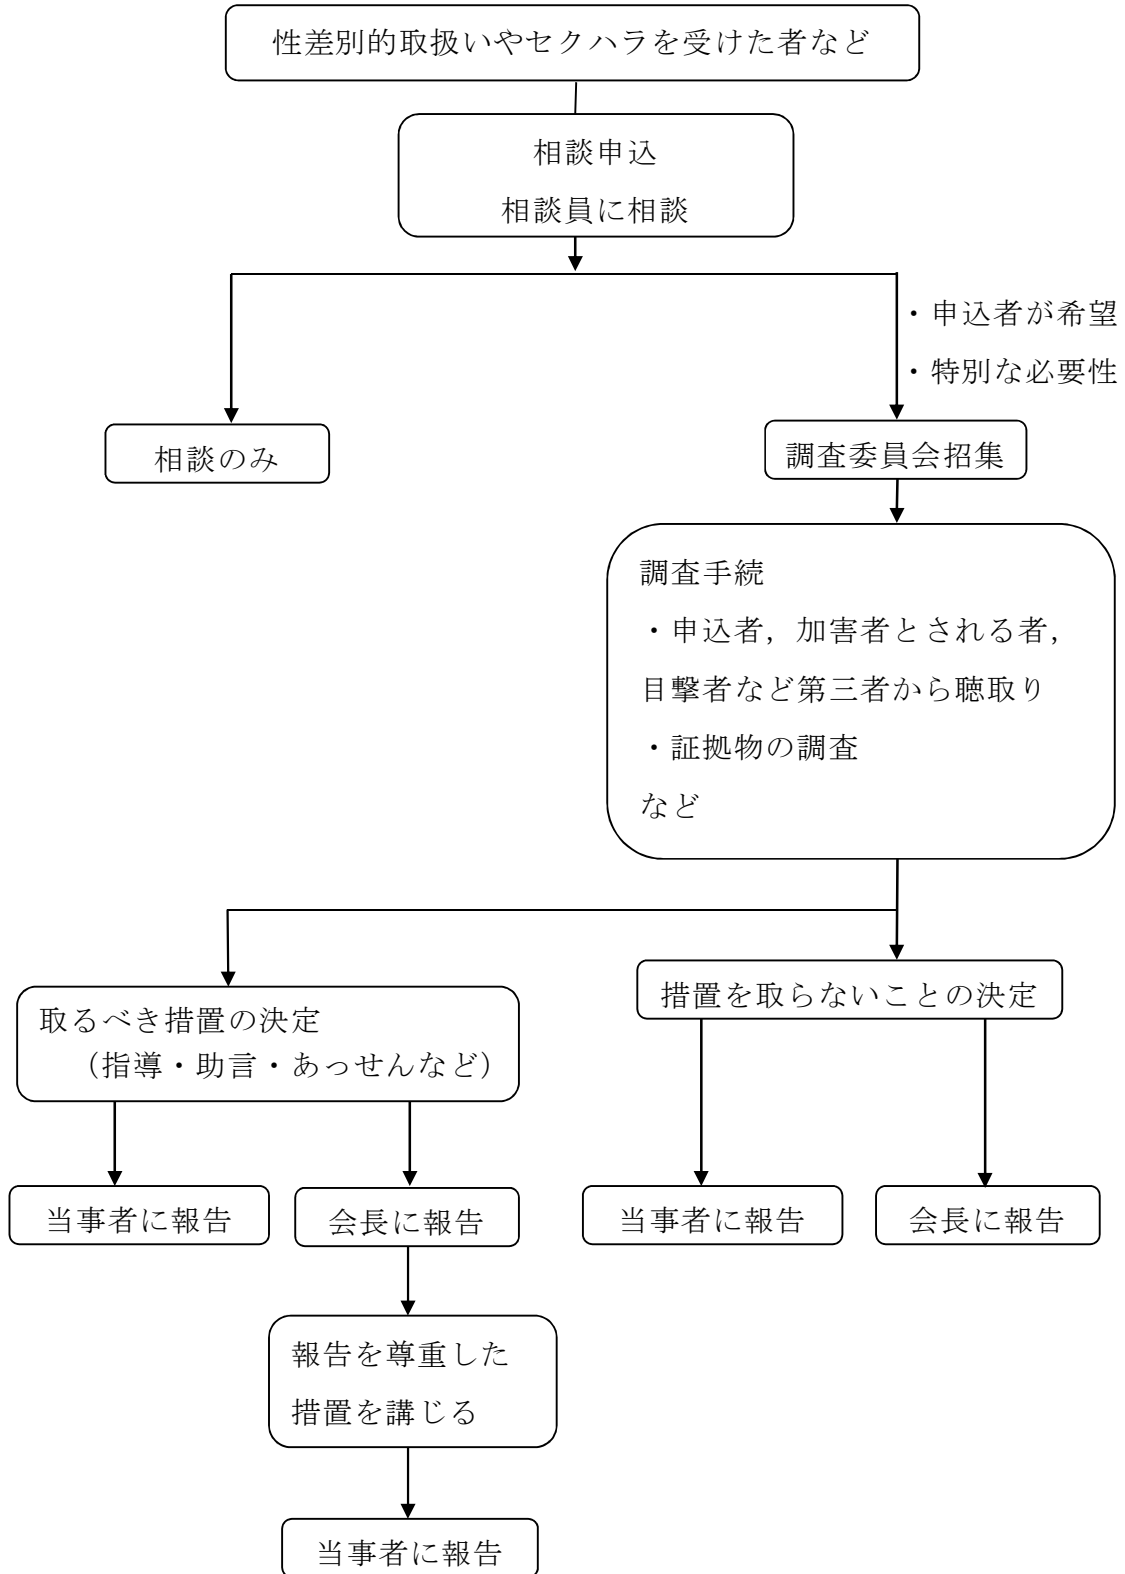 性差別的取扱いやセクハラを受けた者など
相談申込
相談員に相談
・申込者が希望
・特別な必要性
相談のみ
調査委員会招集
調査手続
・申込者，加害者とされる者，
目撃者など第三者から聴取り
・証拠物の調査
など
措置を取らないことの決定
取るべき措置の決定
（指導・助言・あっせんなど）
当事者に報告
会長に報告
当事者に報告
会長に報告
報告を尊重した
措置を講じる
当事者に報告